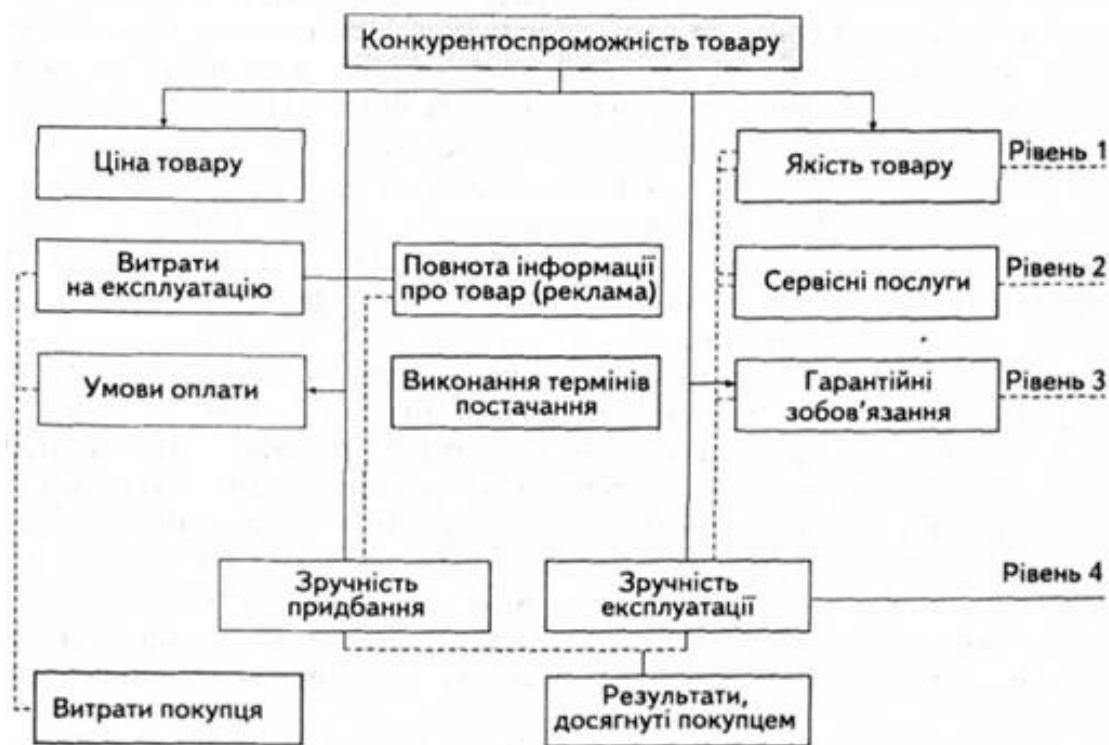 Конкурентоспроможність товару
Ціна товару
Якість товару
Рівень 1
Витрати
на експлуатацію
Повнота інформації
про товар (реклама)
Сервісні послуги
Рівень 2
Умови оплати
Виконання термінів
постачання
Гарантійні
зобов'язання
Рівень 3
Зручність
придбання
Зручність
експлуатації
Рівень 4
Витрати покупця
Результати,
досягнуті покупцем